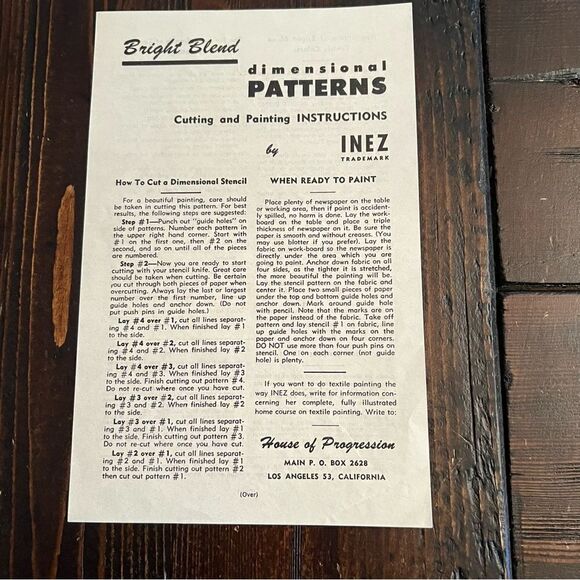 Bright Blend
dimensional
PATTERNS
Cutting and Painting INSTRUCTIONS
by INEZ
TRADEMARK
How To Cut a Dimensional Stencil
For a beautiful painting, care should
be taken in cutting this pattern. For best
results, the following steps are suggested:
Step #1—Punch out "guide holes" on
side of patterns. Number each pattern in
the upper right hand corner. Start with
#1 on the first one, then #2 on the
second, and so on until all of the pieces
are numbered.
Step #2—Now you are ready to start
cutting with your stencil knife. Great care
should be taken when cutting. Be certain
you cut through both pieces of paper when
overcutting. Always lay the last or largest
number over the first number, line up
guide holes and anchor down. (Do not
put push pins in guide holes.)
Lay #4 over #1, cut all lines separat-
ing #4 and #1. When finished lay #1
to the side.
Lay #4 over #2, cut all lines separat-
ing #4 and #2. When finished lay #2
to the side.
Lay #4 over #3, cut all lines separat-
ing #4 and #3. When finished lay #3
to the side. Finish cutting out pattern #4.
Do not re-cut where once you have cut.
Lay #3 over #2, cut all lines separat-
ing #3 and #2. When finished lay #2
to the side.
Lay #3 over #1, cut all lines separat-
ing #3 and #1. When finished lay #1
to the side. Finish cutting out pattern #3.
Do not re-cut where once you have cut.
Lay #2 over #1, cut all lines separat-
ing #2 and #1. When finished lay #1
to the side. Finish cutting out pattern #2
then cut out pattern #1.
WHEN READY TO PAINT
Place plenty of newspaper on the table
or working area, then if paint is accident-
ly spilled, no harm is done. Lay the work-
board on the table and place a triple
thickness of newspaper on it. Be sure the
paper is smooth and without creases. (You
may use blotter if you prefer). Lay the
fabric on work-board so the newspaper is
directly under the area which you are
going to paint. Anchor down fabric on all
four sides, as the tighter it is stretched,
the more beautiful the painting will be.
Lay the stencil pattern on the fabric and
center it. Place two small pieces of paper
under the top and bottom guide holes and
anchor down. Mark around guide hole
with pencil. Note that the marks are on
the paper instead of the fabric. Take off
pattern and lay stencil #1 on fabric, line
up guide holes with the marks on the
paper and anchor down on four corners.
DO NOT use more than four push pins on
stencil. One on each corner (not guide
hole) is plenty.
If you want to do textile painting the
way INEZ does, write for information con-
cerning her complete, fully illustrated
home course on textile painting. Write to:
House of Progression
MAIN P. O. BOX 2628
LOS ANGELES 53, CALIFORNIA
(Over)